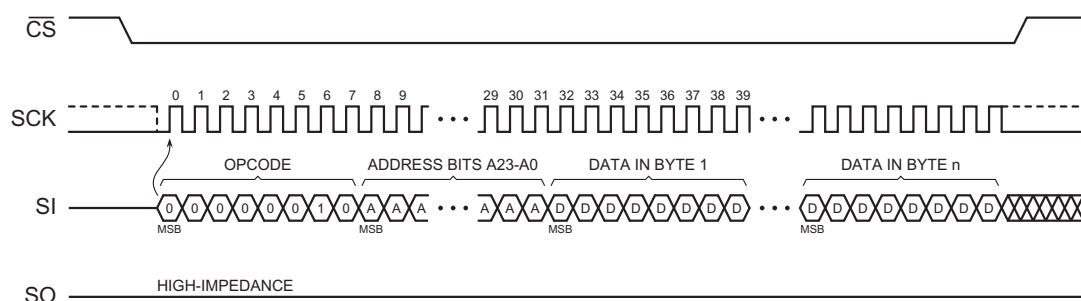 CS
SCK
0 1 2 3 4 5 6 7 8 9 29 30 31 32 33 34 35 36 37 38 39
OPCODE ADDRESS BITS A23-A0 DATA IN BYTE 1 DATA IN BYTE n
SI
0 0 0 0 0 0 1 0 A A A A A A D D D D D D D D D D D D D D D D
MSB MSB MSB MSB
SO
HIGH-IMPEDANCE